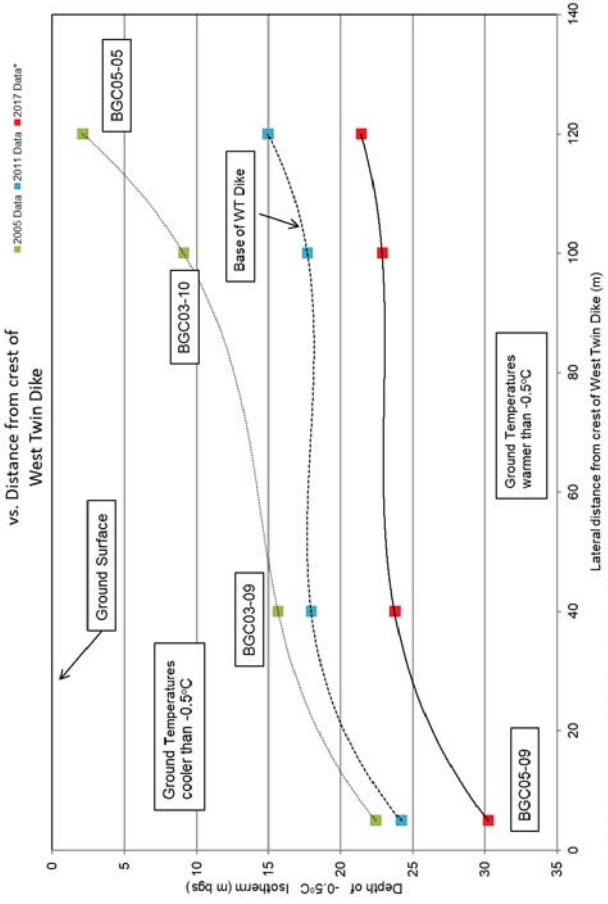 vs. Distance from crest of
West Twin Dike
2005 Data 2011 Data 2017 Data*
Ground Surface
Ground Temperatures
cooler than -0.5°C
BGC03-09
BGC03-10
BGC05-05
Base of WT Dike
BGC05-09
Ground Temperatures
warmer than -0.5°C
Depth of -0.5°C Isotherm (m bgs)
0
5
10
15
20
25
30
35
0 20 40 60 80 100 120 140
Lateral distance from crest of West Twin Dike (m)